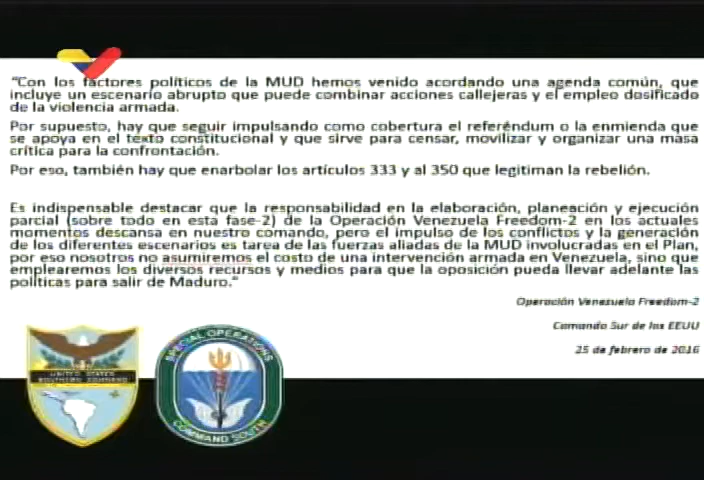 "Con los factores políticos de la MUD hemos venido acordando una agenda común, que
incluye un escenario abrupto que puede combinar acciones callejeras y el empleo dosificado
de la violencia armada.
Por supuesto, hay que seguir impulsando como cobertura el referéndum o la enmienda que
se apoya en el texto constitucional y que sirve para censar, movilizar y organizar una masa
crítica para la confrontación.
Por eso, también hay que enarbolar los artículos 333 y al 350 que legitiman la rebelión.
Es indispensable destacar que la responsabilidad en la elaboración, planeación y ejecución
parcial (sobre todo en esta fase-2) de la Operación Venezuela Freedom-2 en los actuales
momentos descansa en nuestro comando, pero el impulso de los conflictos y la generación
de los diferentes escenarios es tarea de las fuerzas aliadas de la MUD involucradas en el Plan,
por eso nosotros no asumiremos el costo de una intervención armada en Venezuela, sino que
emplearemos los diversos recursos y medios para que la oposición pueda llevar adelante las
políticas para salir de Maduro."
Operación Venezuela Freedom-2
Comando Sur de los EEUU
25 de febrero de 2016
UNITED STATES
SOUTHERN COMMAND
SPECIAL OPERATIONS
COMMAND SOUTH